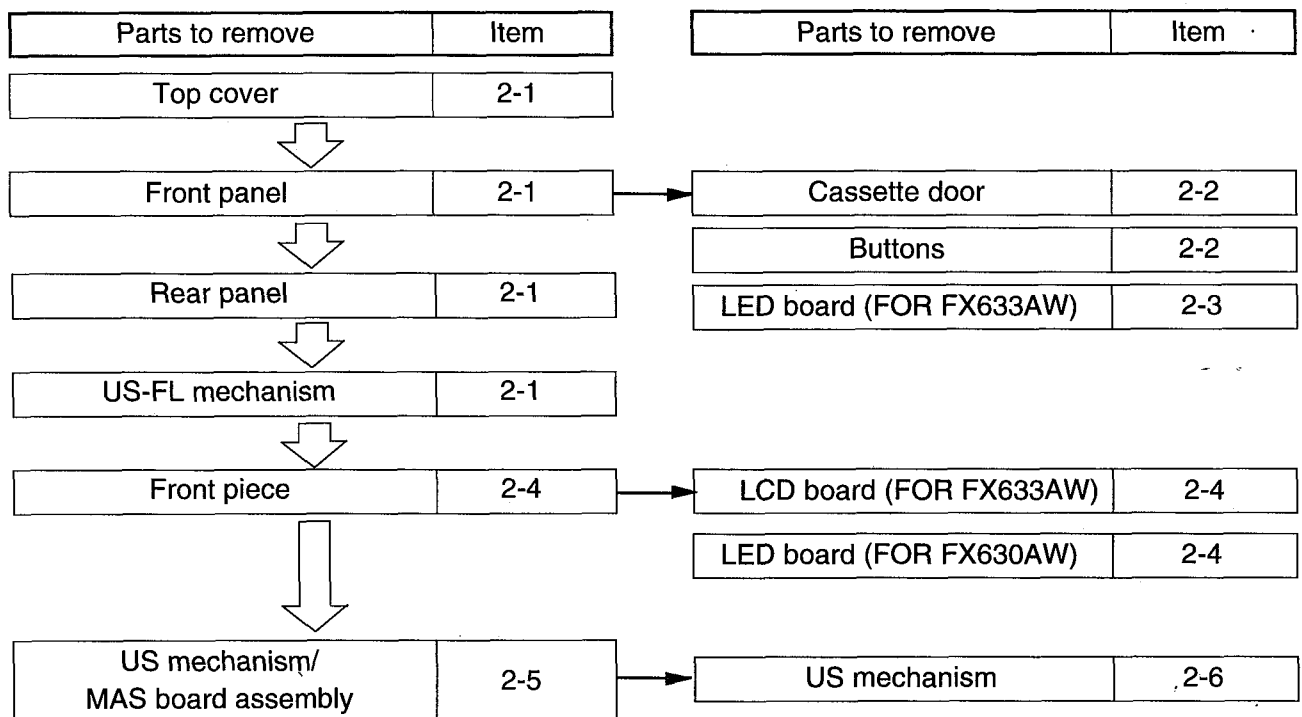 Parts to remove Item Parts to remove Item
Top cover 2-1
Front panel 2-1 Cassette door 2-2
Buttons 2-2
Rear panel 2-1 LED board (FOR FX633AW) 2-3
US-FL mechanism 2-1
Front piece 2-4 LCD board (FOR FX633AW) 2-4
LED board (FOR FX630AW) 2-4
US mechanism/
MAS board assembly 2-5 US mechanism 2-6